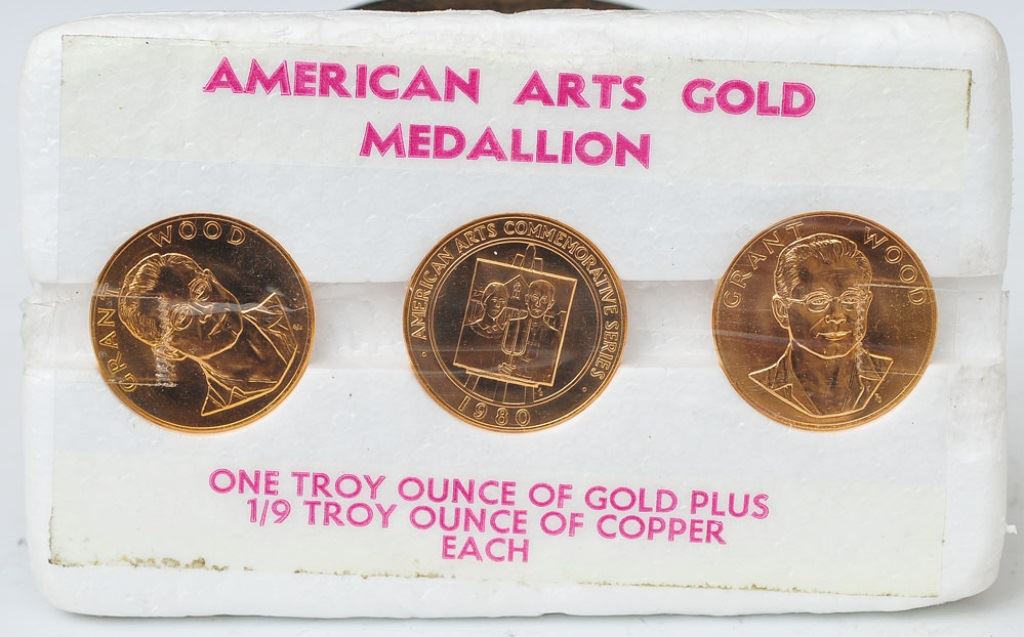 AMERICAN ARTS GOLD
MEDALLION
GRANT WOOD
AMERICAN ARTS COMMEMORATIVE SERIES
1980
GRANT WOOD
ONE TROY OUNCE OF GOLD PLUS
1/9 TROY OUNCE OF COPPER
EACH